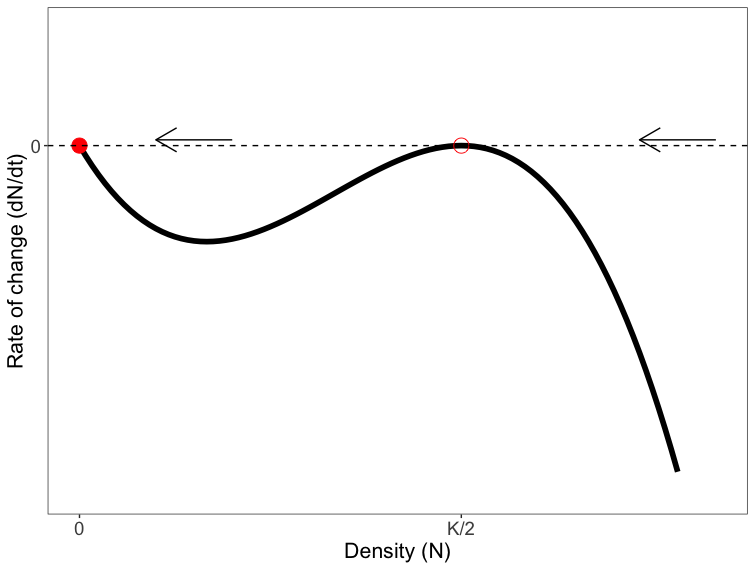 Rate of change (dN/dt)
0
0
K/2
Density (N)